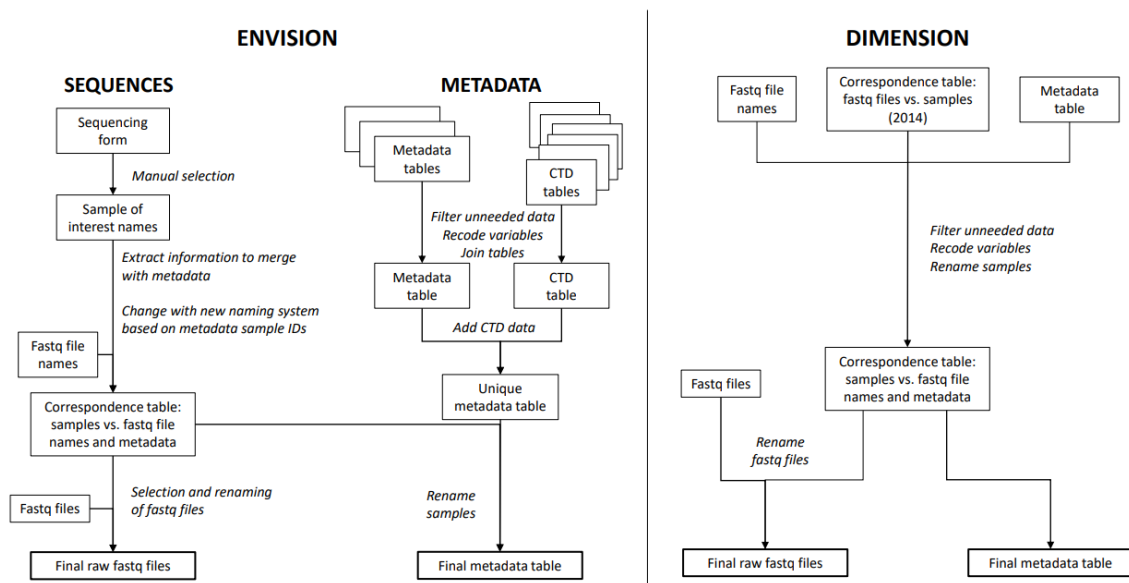 ENVISION
SEQUENCES
Sequencing
form
Manual selection
Sample of
interest names
Extract information to merge
with metadata
Change with new naming system
based on metadata sample IDs
Fastq file
names
Correspondence table:
samples vs. fastq file
names and metadata
Selection and renaming
of fastq files
Fastq files
Final raw fastq files
METADATA
Metadata
tables
CTD
tables
Filter unneeded data
Recode variables
Join tables
Metadata
table
CTD
table
Add CTD data
Unique
metadata table
Rename
samples
Final metadata table
DIMENSION
Fastq file
names
Correspondence table:
fastq files vs. samples
(2014)
Metadata
table
Filter unneeded data
Recode variables
Rename samples
Correspondence table:
samples vs. fastq file
names and metadata
Fastq files
Rename
fastq files
Final raw fastq files
Final metadata table